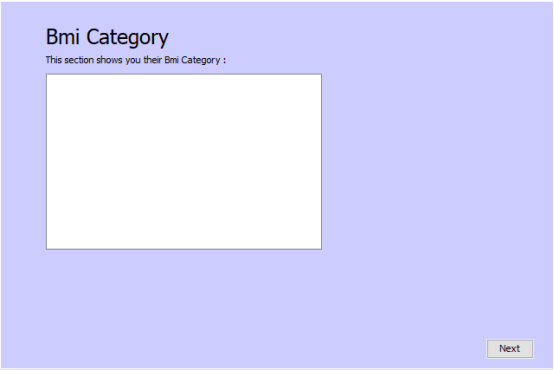 Bmi Category
This section shows you their Bmi Category :
Next